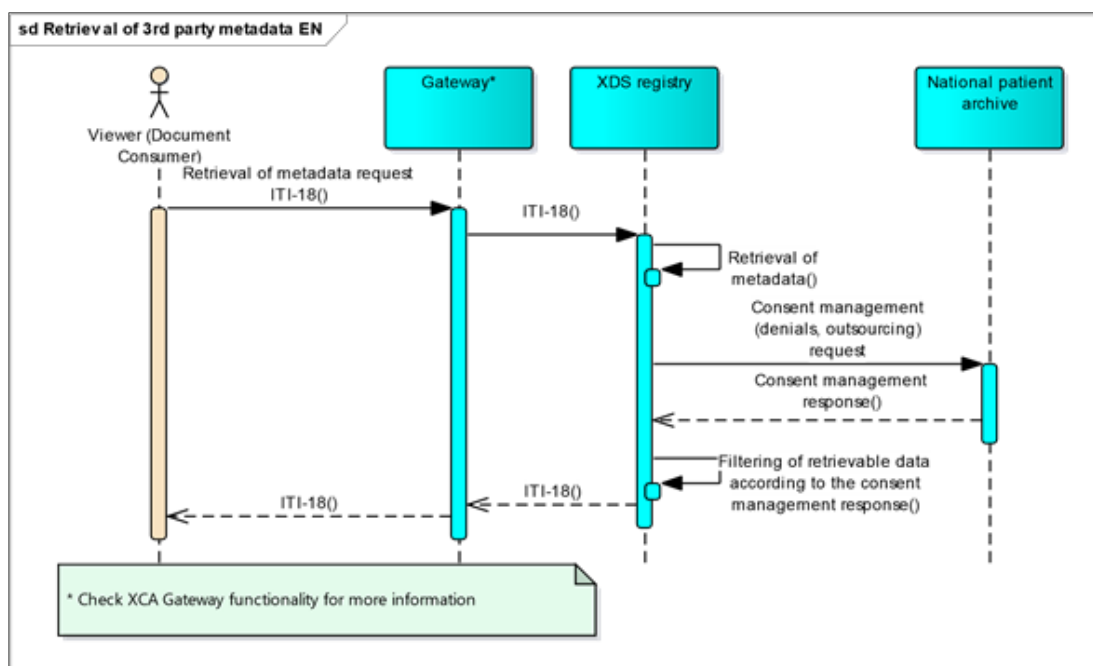 sd Retrieval of 3rd party metadata EN
Gateway*
XDS registry
National patient
archive
Viewer (Document
Consumer)
Retrieval of metadata request
ITI-18()
ITI-18()
Retrieval of
metadata()
Consent management
(denials, outsourcing)
request
Consent management
response()
Filtering of retrievable data
according to the consent
management response()
ITI-18()
ITI-18()
* Check XCA Gateway functionality for more information